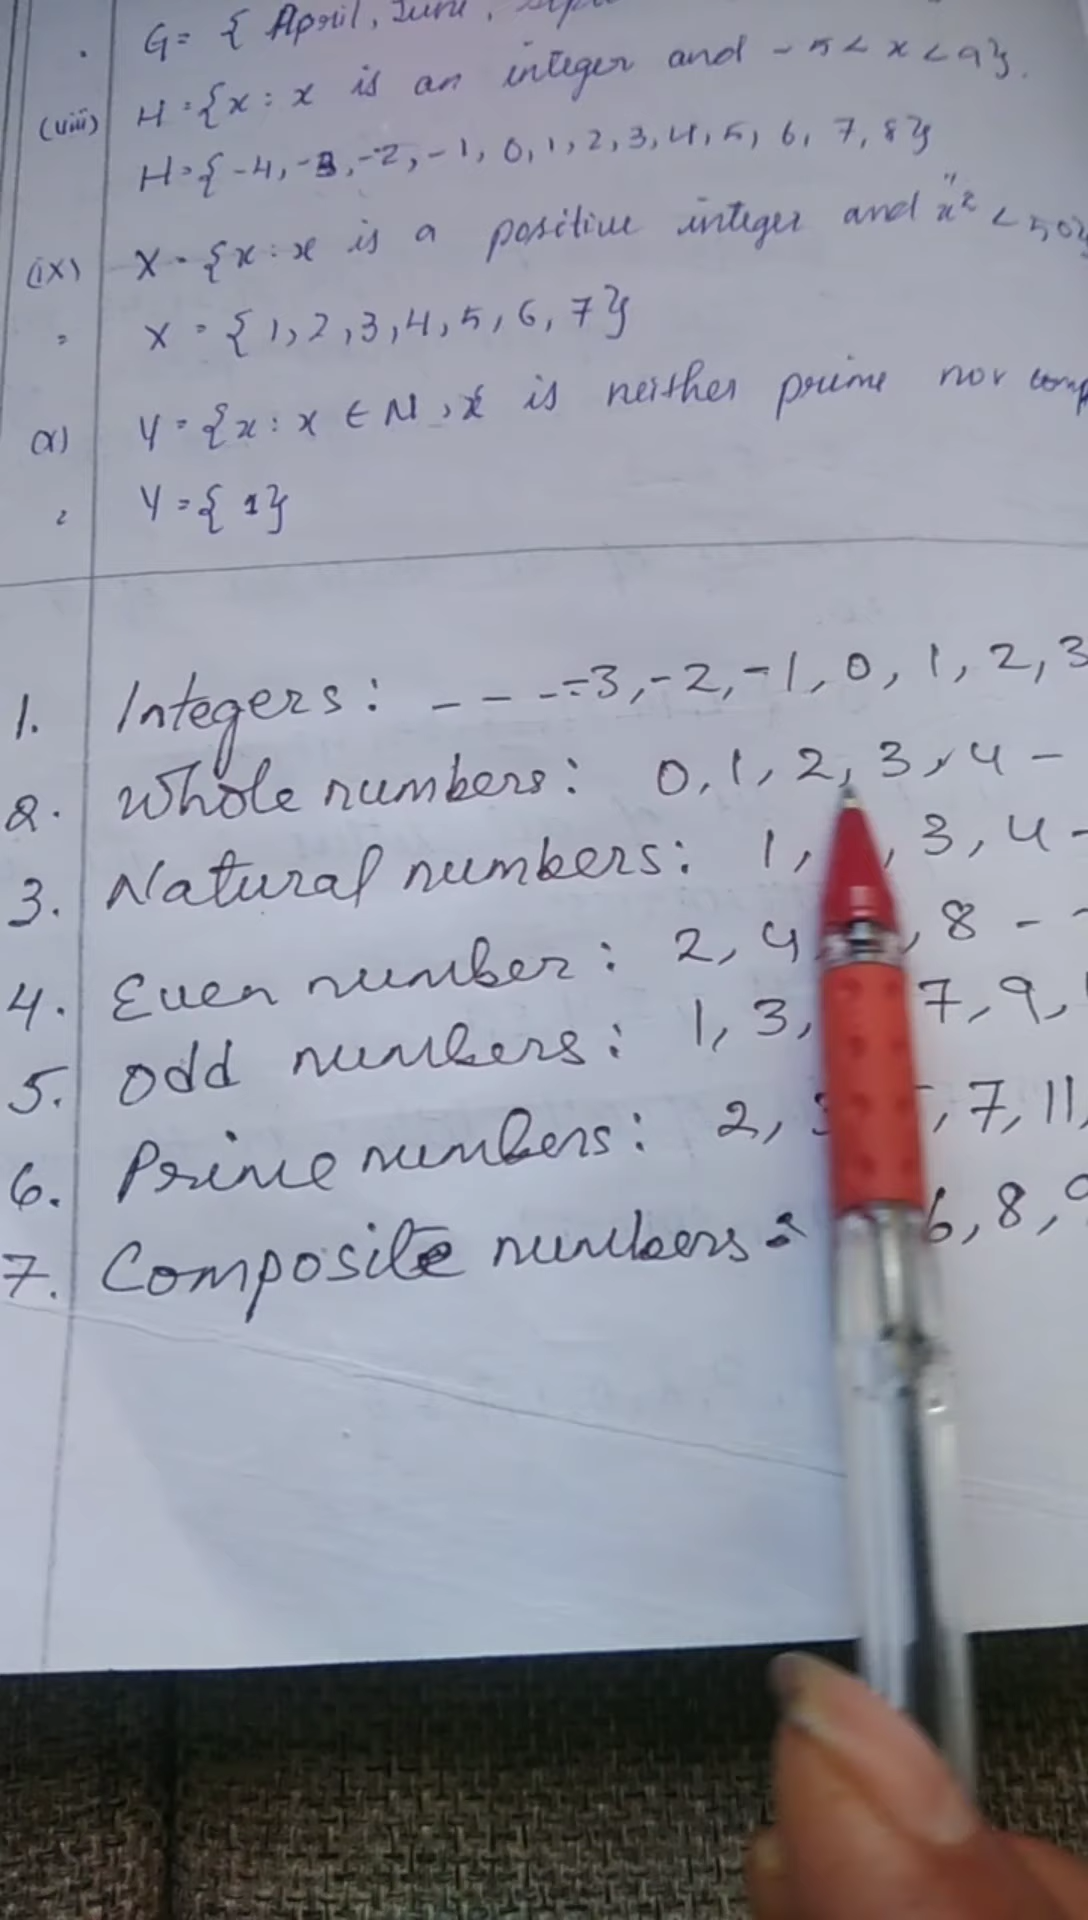 G = { April, June,
(viii) H = {x : x is an integer and -5 < x < 9}.
H = { -4, -3, -2, -1, 0, 1, 2, 3, 4, 5, 6, 7, 8}
(ix) X = {x : x is a positive integer and x² < 50}
X = { 1, 2, 3, 4, 5, 6, 7}
(x) Y = {x : x ∈ N, x is neither prime nor comp
Y = { 1}
1. Integers : - - - -3, -2, -1, 0, 1, 2, 3
2. Whole numbers : 0, 1, 2, 3, 4 -
3. Natural numbers : 1, , 3, 4 -
4. Even number : 2, 4 , 8 - -
5. Odd numbers : 1, 3, 7, 9,
6. Prime numbers : 2, , 7, 11,
7. Composite numbers : 6, 8, 9